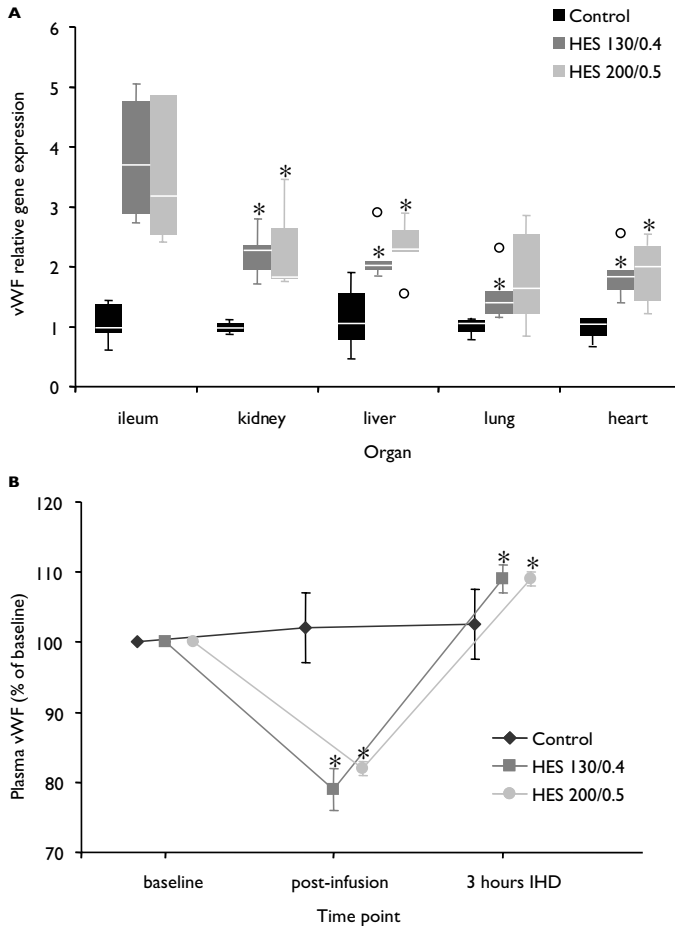 A
Control
HES 130/0.4
HES 200/0.5
vWF relative gene expression
6
5
4
3
2
1
0
* * * * * * *
ileum kidney liver lung heart
Organ
B
Plasma vWF (% of baseline)
120
110
100
90
80
70
* *
* *
Control
HES 130/0.4
HES 200/0.5
baseline post-infusion 3 hours IHD
Time point